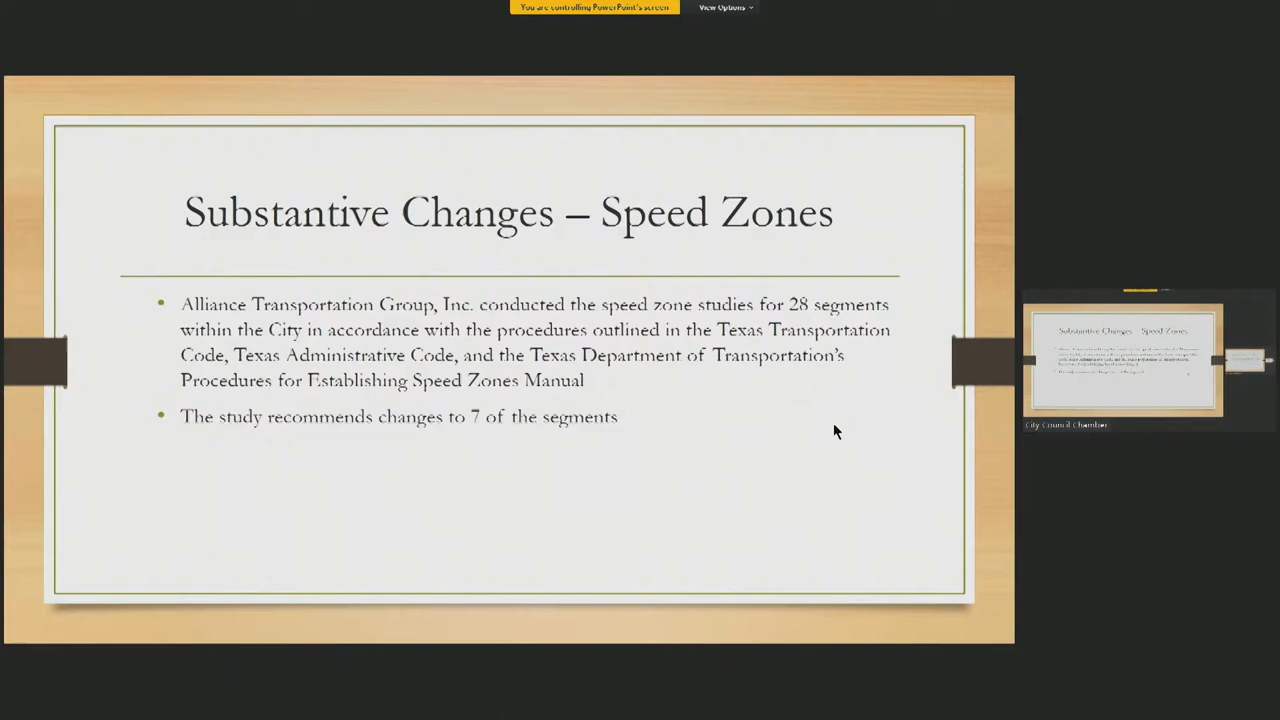 You are controlling PowerPoint's screen
View Options
Substantive Changes – Speed Zones
• Alliance Transportation Group, Inc. conducted the speed zone studies for 28 segments
within the City in accordance with the procedures outlined in the Texas Transportation
Code, Texas Administrative Code, and the Texas Department of Transportation's
Procedures for Establishing Speed Zones Manual
• The study recommends changes to 7 of the segments
Substantive Changes – Speed Zones
City Council Chamber